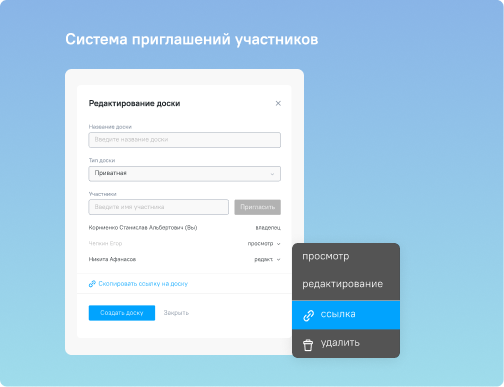 Система приглашений участников
Редактирование доски
Название доски
Введите название доски
Тип доски
Приватная
Участники
Введите имя участника
Пригласить
Корниенко Станислав Альбертович (Вы)
владелец
Чепкин Егор
просмотр
Никита Афанасов
редакт.
Скопировать ссылку на доску
Создать доску
Закрыть
просмотр
редактирование
ссылка
удалить